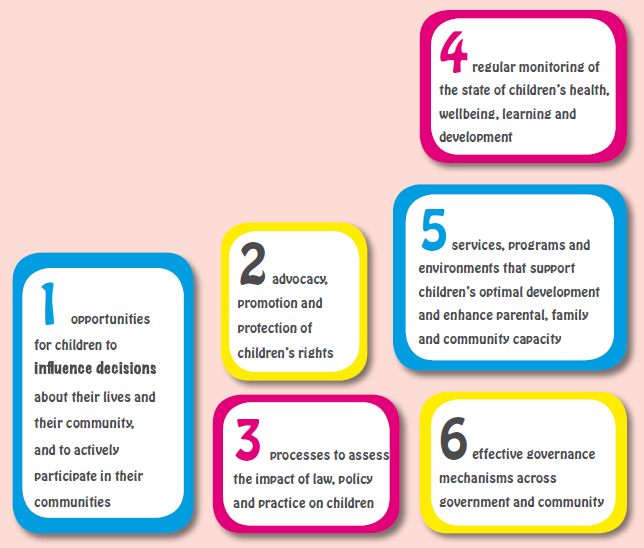 1 opportunities
for children to
influence decisions
about their lives and
their community,
and to actively
participate in their
communities
2 advocacy,
promotion and
protection of
children's rights
3 processes to assess
the impact of law, policy
and practice on children
4 regular monitoring of
the state of children's health,
wellbeing, learning and
development
5 services, programs and
environments that support
children's optimal development
and enhance parental, family
and community capacity
6 effective governance
mechanisms across
government and community